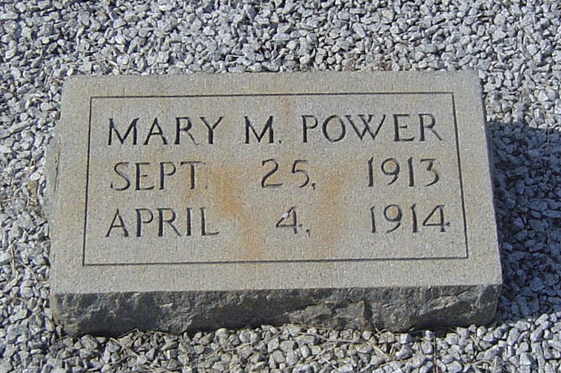 MARY M. POWER
SEPT. 25, 1913
APRIL 4, 1914